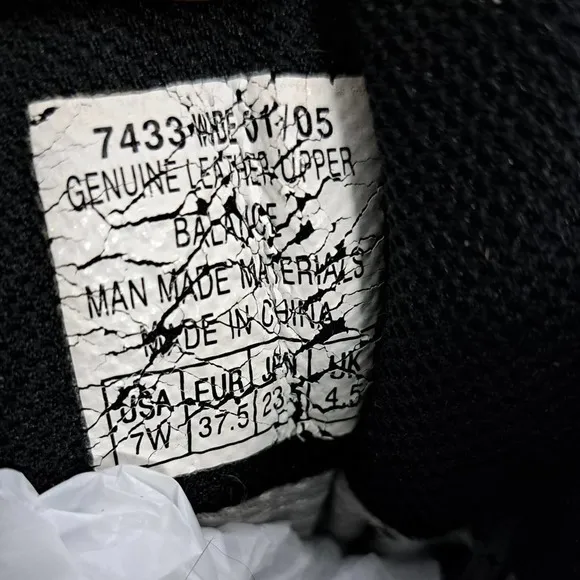 7433 MADE 01/05
GENUINE LEATHER UPPER
BALANCE
MAN MADE MATERIALS
MADE IN CHINA
USA EUR JPN UK
7W 37.5 23 4.5